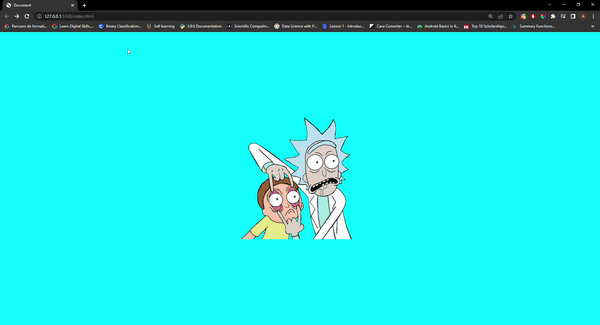 Document
127.0.0.1:5500/index.html
Parcours de formati... Learn Digital Skills,... Binary Classification... Self learning 3.9.6 Documentation Scientific Computin... Data Science with P... Lesson 1 - Introduc... Case Converter – ... Android Basics in K... Top 10 Scholarships... Summary Functions...